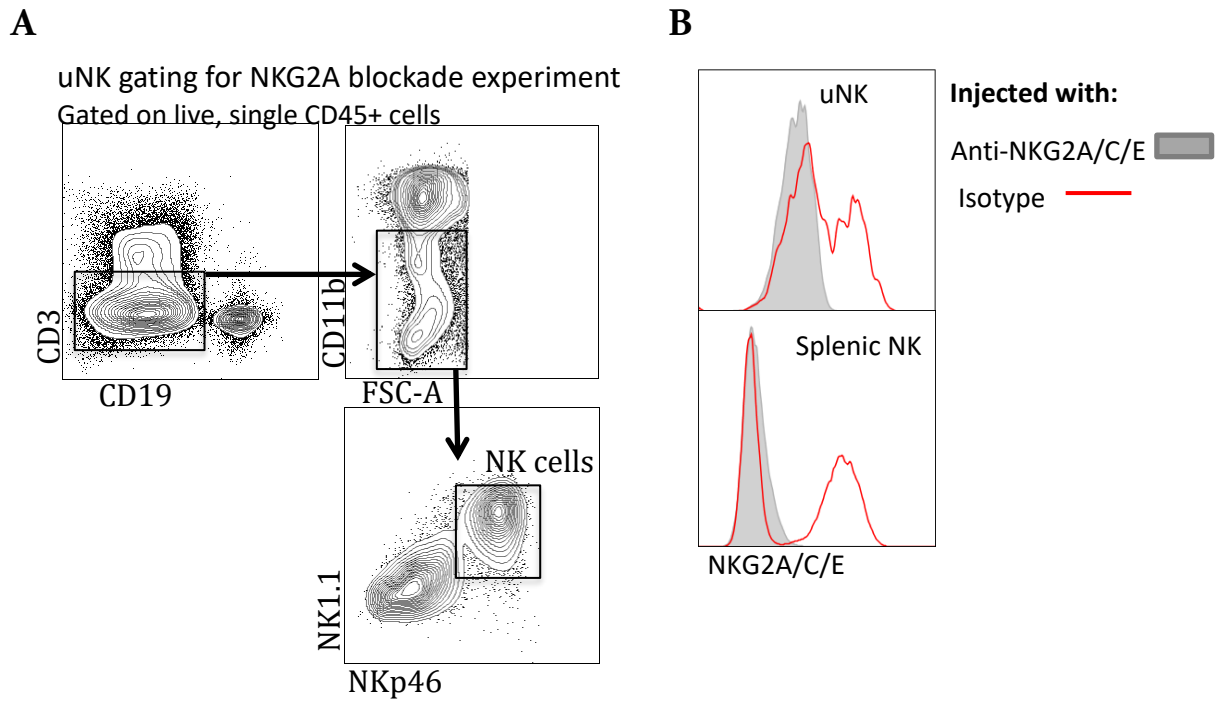 A
uNK gating for NKG2A blockade experiment
Gated on live, single CD45+ cells
CD3
CD19
CD11b
FSC-A
NK cells
NK1.1
NKp46
B
uNK
Splenic NK
NKG2A/C/E
Injected with:
Anti-NKG2A/C/E
Isotype